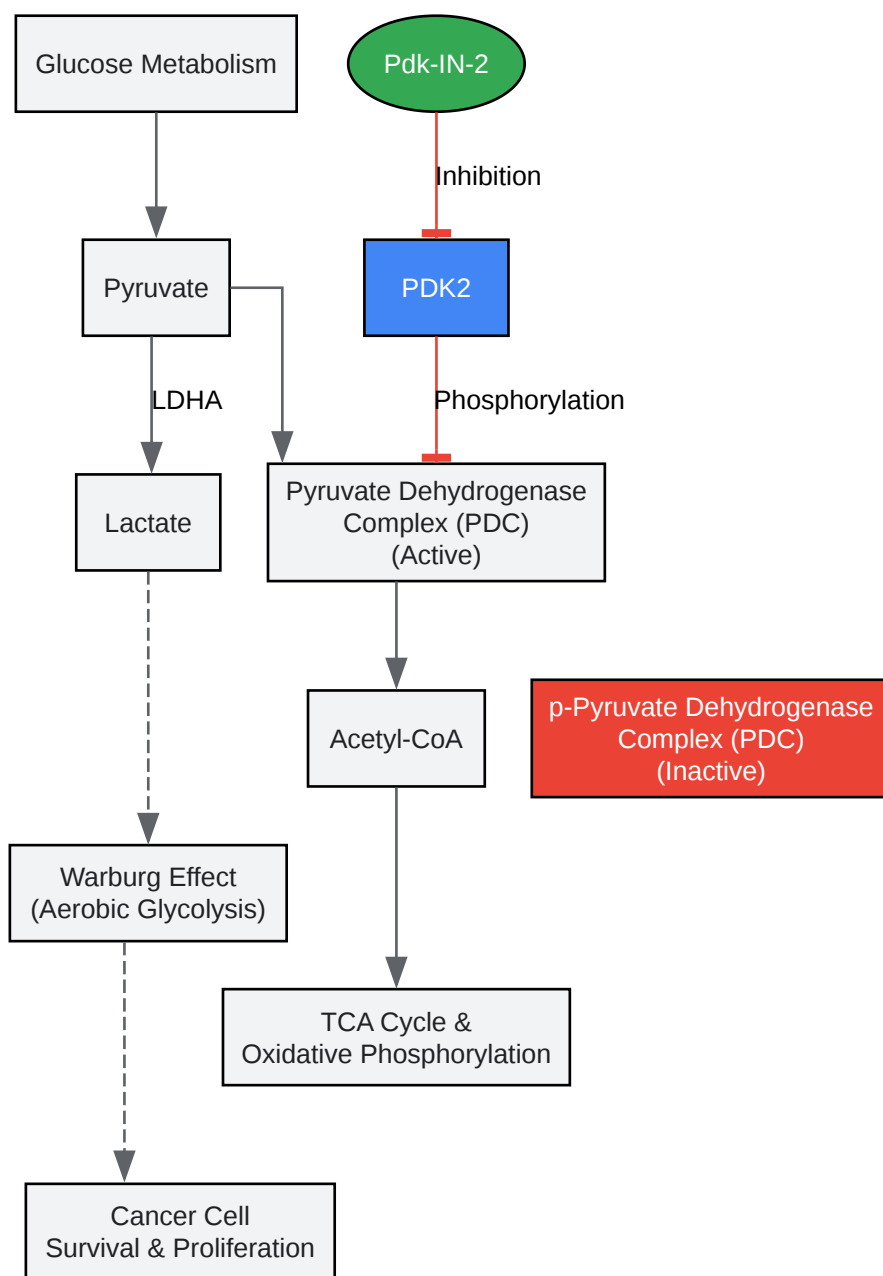 Glucose Metabolism
Pdk-IN-2
Inhibition
Pyruvate
PDK2
LDHA
Phosphorylation
Lactate
Pyruvate Dehydrogenase
Complex (PDC)
(Active)
Acetyl-CoA
p-Pyruvate Dehydrogenase
Complex (PDC)
(Inactive)
Warburg Effect
(Aerobic Glycolysis)
TCA Cycle &
Oxidative Phosphorylation
Cancer Cell
Survival & Proliferation